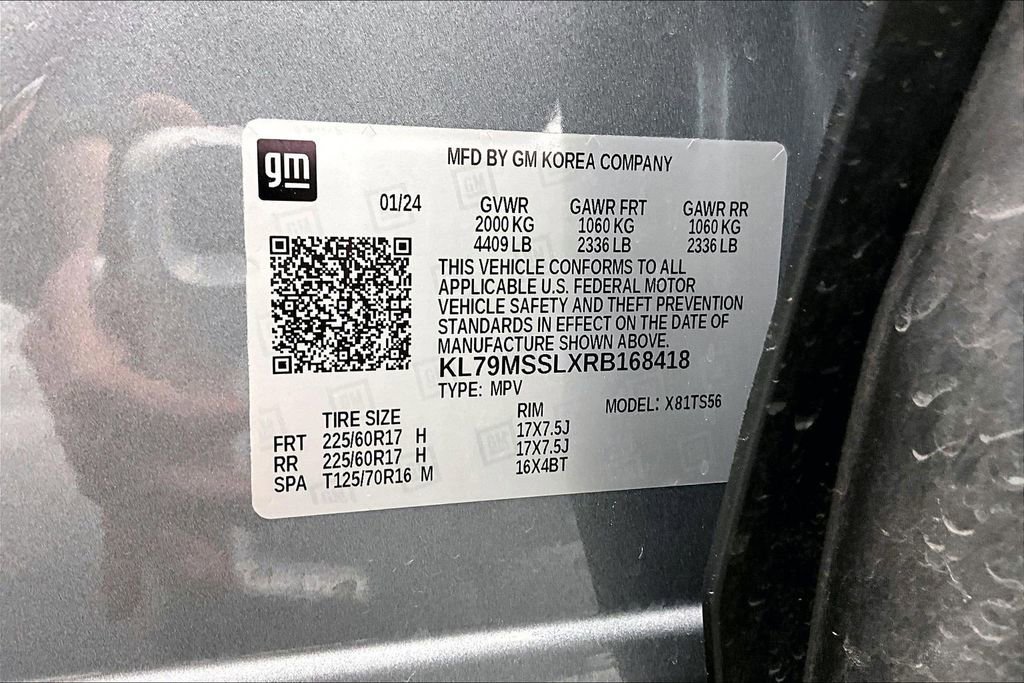 gm
MFD BY GM KOREA COMPANY
01/24
GVWR GAWR FRT GAWR RR
2000 KG 1060 KG 1060 KG
4409 LB 2336 LB 2336 LB
THIS VEHICLE CONFORMS TO ALL
APPLICABLE U.S. FEDERAL MOTOR
VEHICLE SAFETY AND THEFT PREVENTION
STANDARDS IN EFFECT ON THE DATE OF
MANUFACTURE SHOWN ABOVE.
KL79MSSLXRB168418
TYPE: MPV MODEL: X81TS56
TIRE SIZE RIM
FRT 225/60R17 H 17X7.5J
RR 225/60R17 H 17X7.5J
SPA T125/70R16 M 16X4BT